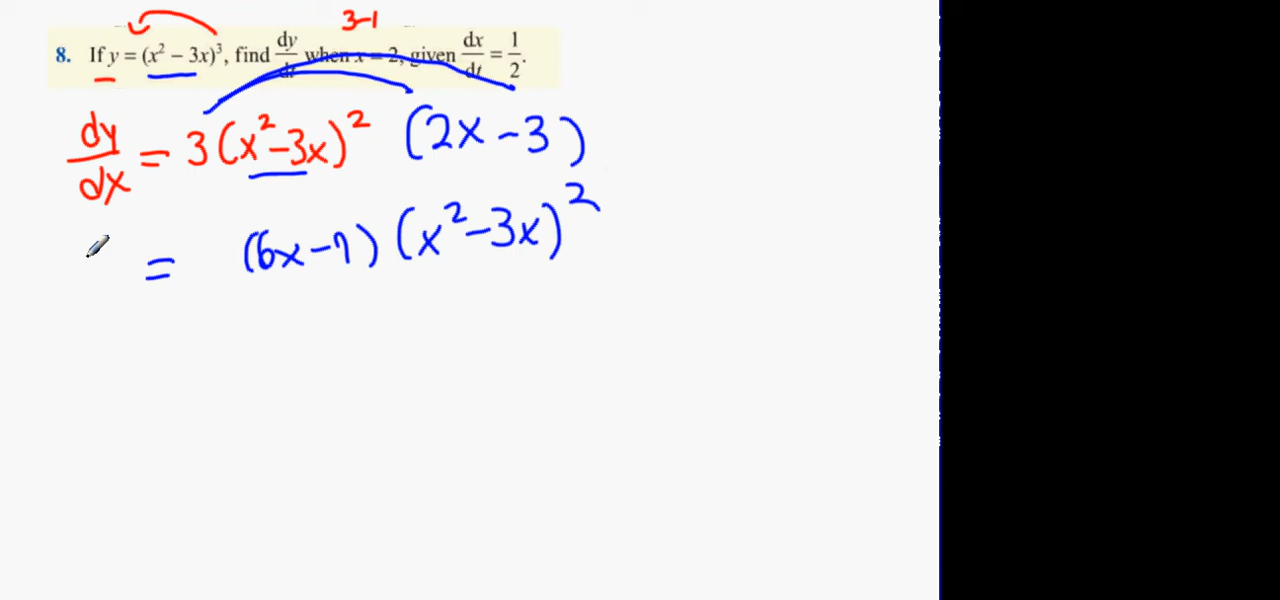 3-1
8. If y = (x² − 3x)³, find dy/dt when x = 2, given dx/dt = 1/2.
dy/dx = 3(x²-3x)² (2x-3)
= (6x-9)(x²-3x)²